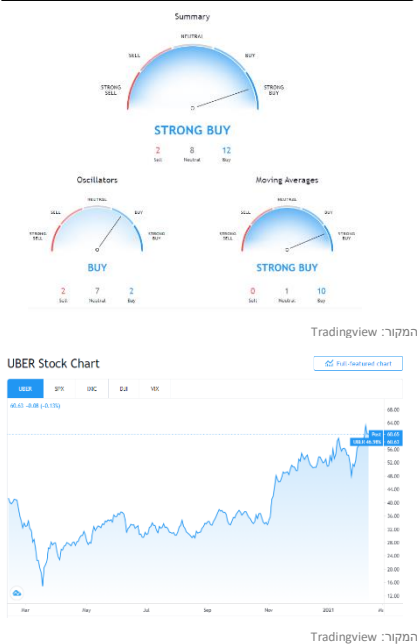 Summary
NEUTRAL
SELL
BUY
STRONG SELL
STRONG BUY
STRONG BUY
2 8 12
Sell Neutral Buy
Oscillators
NEUTRAL
SELL
BUY
STRONG SELL
STRONG BUY
BUY
2 7 2
Sell Neutral Buy
Moving Averages
NEUTRAL
SELL
BUY
STRONG SELL
STRONG BUY
STRONG BUY
0 1 10
Sell Neutral Buy
המקור: Tradingview
UBER Stock Chart
Full-featured chart
UBER SPX IXIC DJI VIX
60.63 -0.08 (-0.13%)
68.00
64.00
60.63
60.63
56.00
52.00
48.00
44.00
40.00
36.00
32.00
28.00
24.00
20.00
16.00
12.00
Mar May Jul Sep Nov 2021
המקור: Tradingview